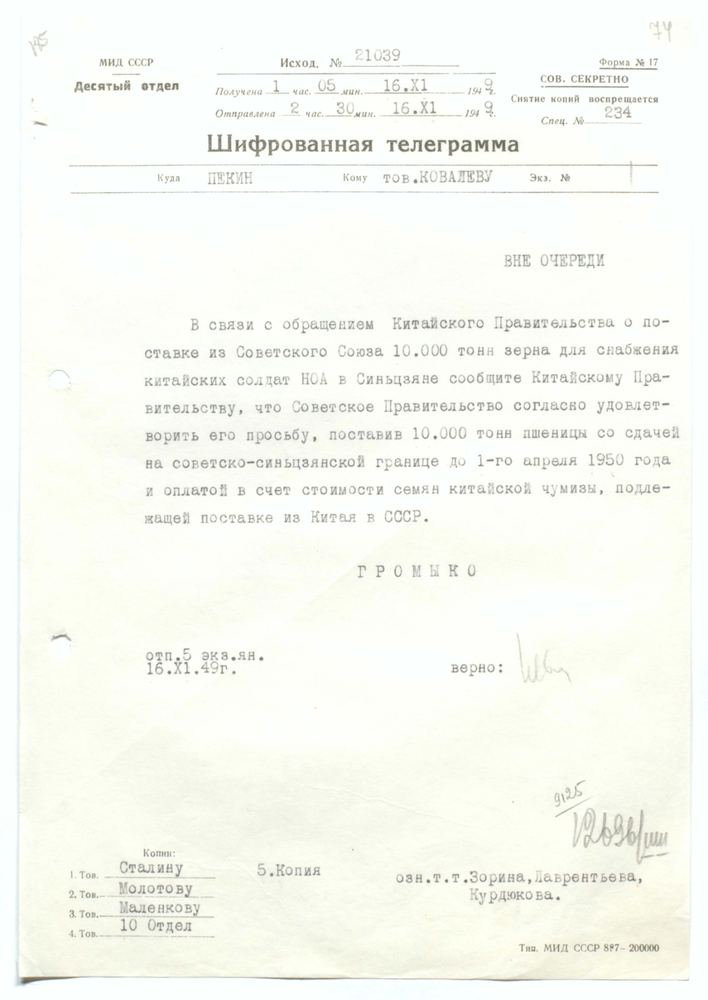 74
МИД СССР
Десятый отдел
Исход. № 21039
Получена 1 час. 05 мин. 16.XI 1949 г.
Отправлена 2 час. 30 мин. 16.XI 1949 г.
Форма № 17
СОВ. СЕКРЕТНО
Снятие копий воспрещается
Спец. № 234
Шифрованная телеграмма
Куда ПЕКИН Кому тов.КОВАЛЕВУ Экз. №
ВНЕ ОЧЕРЕДИ
В связи с обращением Китайского Правительства о по-
ставке из Советского Союза 10.000 тонн зерна для снабжения
китайских солдат НОА в Синьцзяне сообщите Китайскому Пра-
вительству, что Советское Правительство согласно удовлет-
ворить его просьбу, поставив 10.000 тонн пшеницы со сдачей
на советско-синьцзянской границе до 1-го апреля 1950 года
и оплатой в счет стоимости семян китайской чумизы, подле-
жащей поставке из Китая в СССР.
ГРОМЫКО
отп.5 экз.ян.
16.XI.49г.
верно:
9125
Копии:
1. Тов. Сталину
2. Тов. Молотову
3. Тов. Маленкову
4. Тов. 10 Отдел
5.Копия
озн.т.т.Зорина,Лаврентьева,
Курдюкова.
Тип. МИД СССР 887—200000